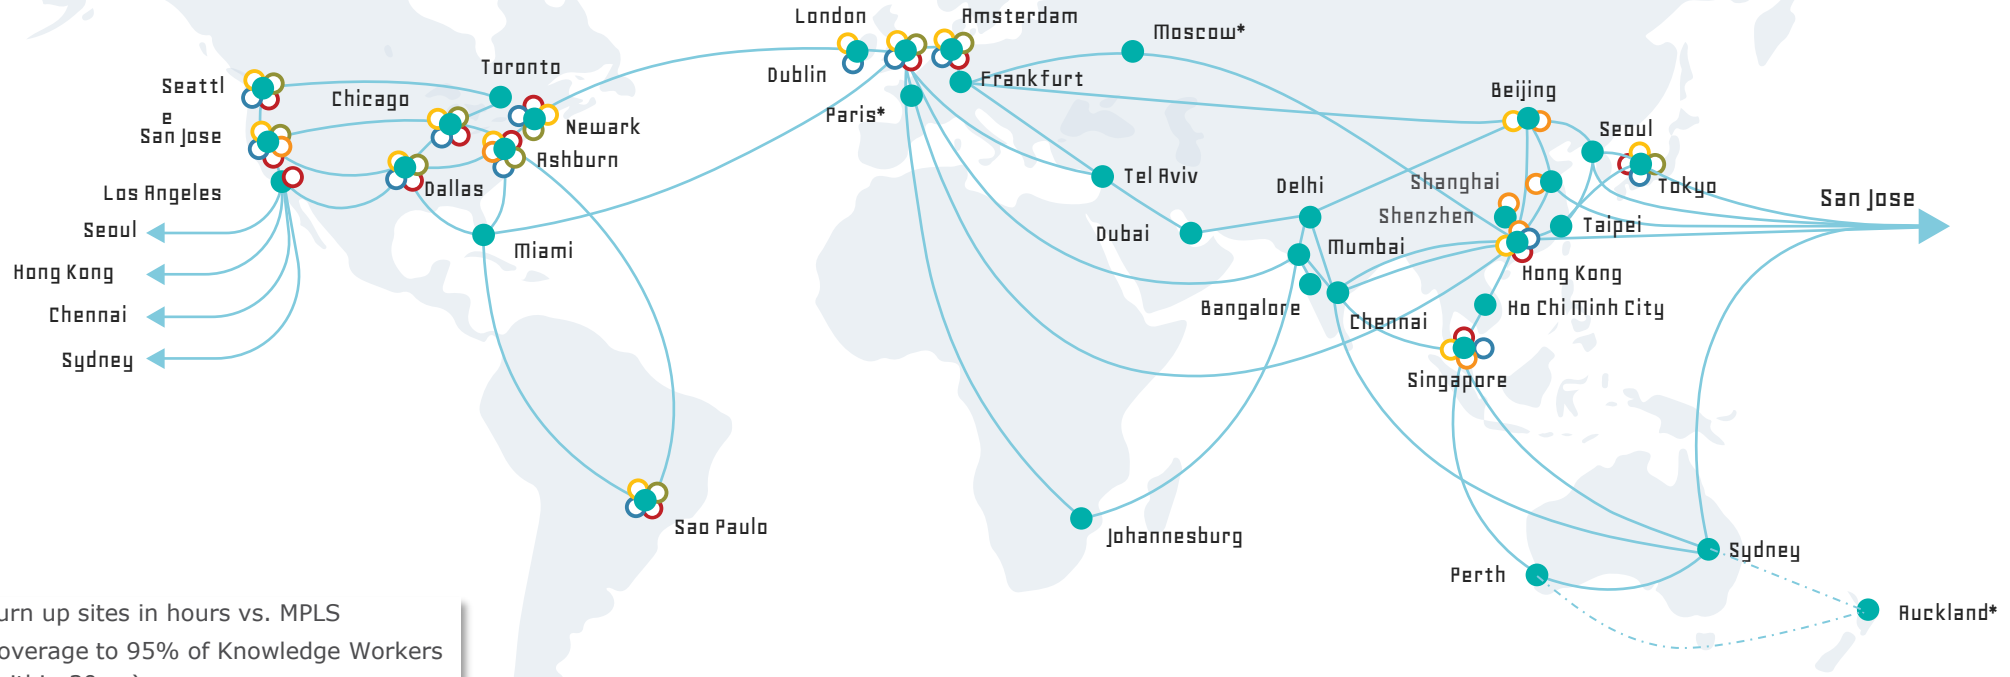 London
Amsterdam
Moscow*
Seattl
e
Toronto
Dublin
Frankfurt
Chicago
Paris*
Beijing
San Jose
Newark
Seoul
Ashburn
Los Angeles
Dallas
Tel Aviv
Delhi
Shanghai
Tokyo
San Jose
Seoul
Shenzhen
Dubai
Mumbai
Taipei
Miami
Hong Kong
Hong Kong
Bangalore
Ho Chi Minh City
Chennai
Chennai
Sydney
Singapore
Sao Paulo
Johannesburg
Sydney
Perth
Auckland*
urn up sites in hours vs. MPLS
overage to 95% of Knowledge Workers